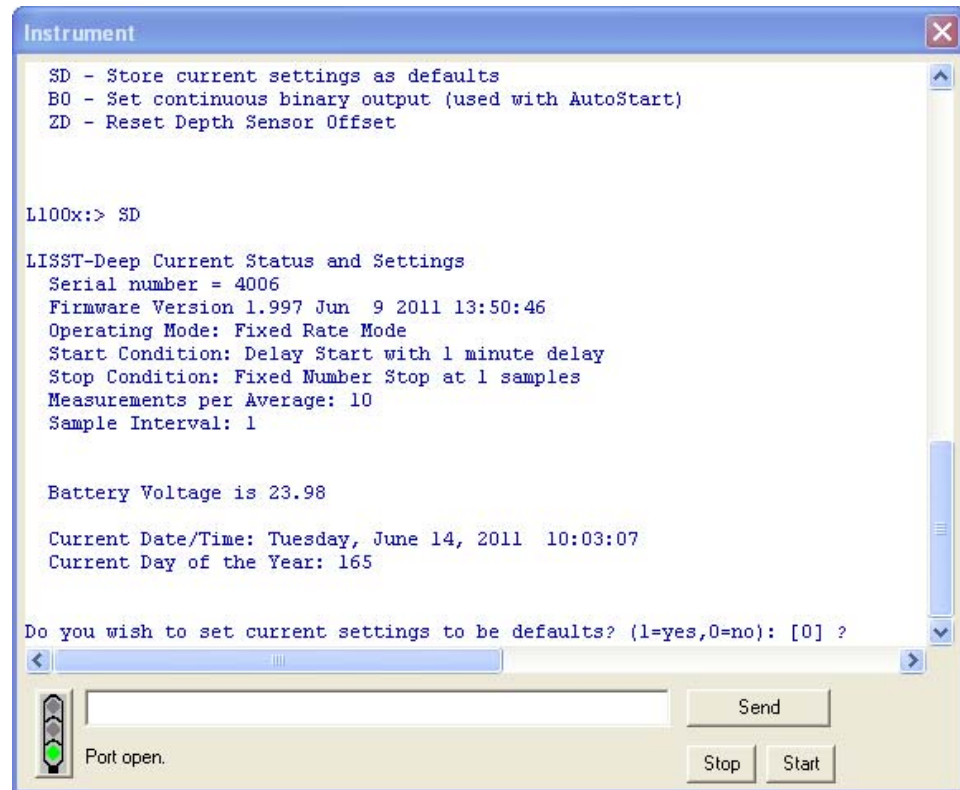 Instrument
SD - Store current settings as defaults
BO - Set continuous binary output (used with AutoStart)
ZD - Reset Depth Sensor Offset
L100x:> SD
LISST-Deep Current Status and Settings
Serial number = 4006
Firmware Version 1.997 Jun  9 2011 13:50:46
Operating Mode: Fixed Rate Mode
Start Condition: Delay Start with 1 minute delay
Stop Condition: Fixed Number Stop at 1 samples
Measurements per Average: 10
Sample Interval: 1
Battery Voltage is 23.98
Current Date/Time: Tuesday, June 14, 2011  10:03:07
Current Day of the Year: 165
Do you wish to set current settings to be defaults? (1=yes,0=no): [0] ?
Send
Port open.
Stop
Start